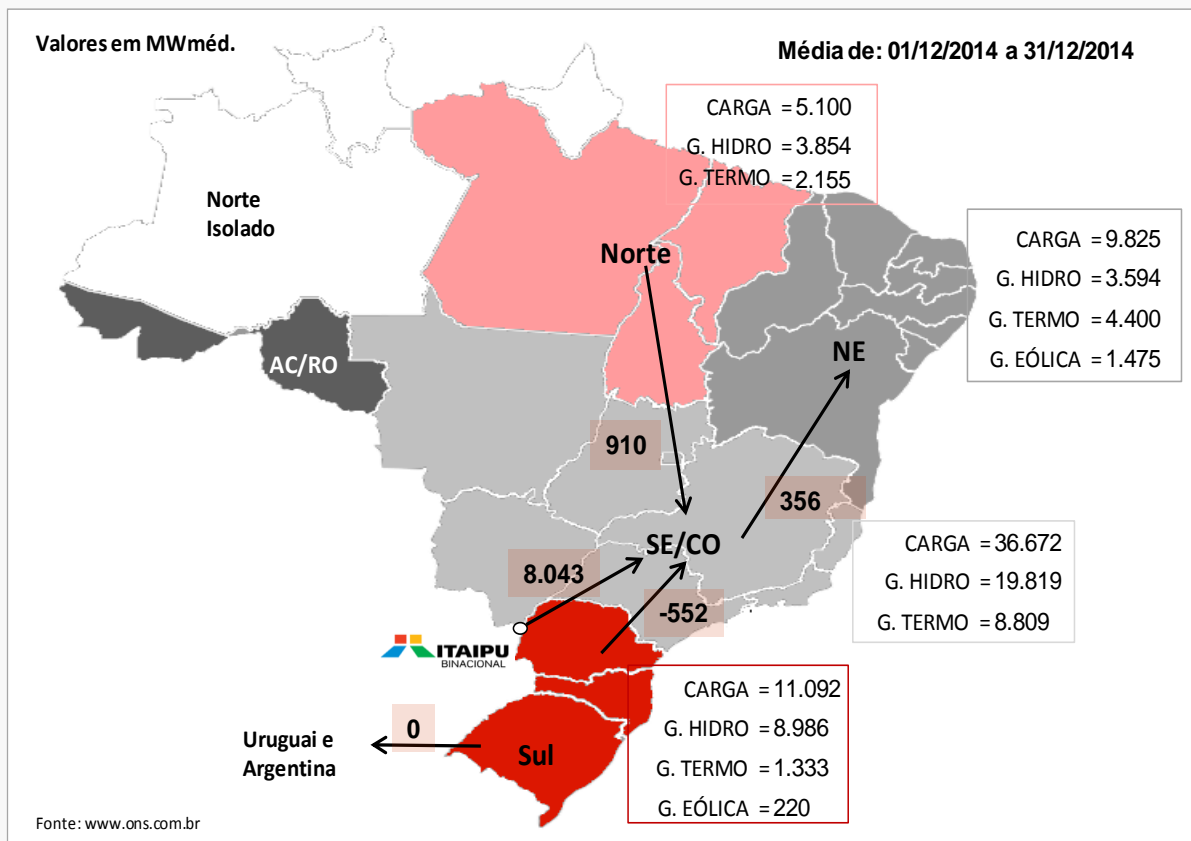 Valores em MWméd.
Média de: 01/12/2014 a 31/12/2014
CARGA = 5.100
G. HIDRO = 3.854
G. TERMO = 2.155
Norte
Isolado
Norte
CARGA = 9.825
G. HIDRO = 3.594
G. TERMO = 4.400
G. EÓLICA = 1.475
AC/RO
NE
910
356
SE/CO
CARGA = 36.672
G. HIDRO = 19.819
G. TERMO = 8.809
8.043
-552
ITAIPU
BINACIONAL
CARGA = 11.092
G. HIDRO = 8.986
G. TERMO = 1.333
G. EÓLICA = 220
0
Uruguai e
Argentina
Sul
Fonte: www.ons.com.br